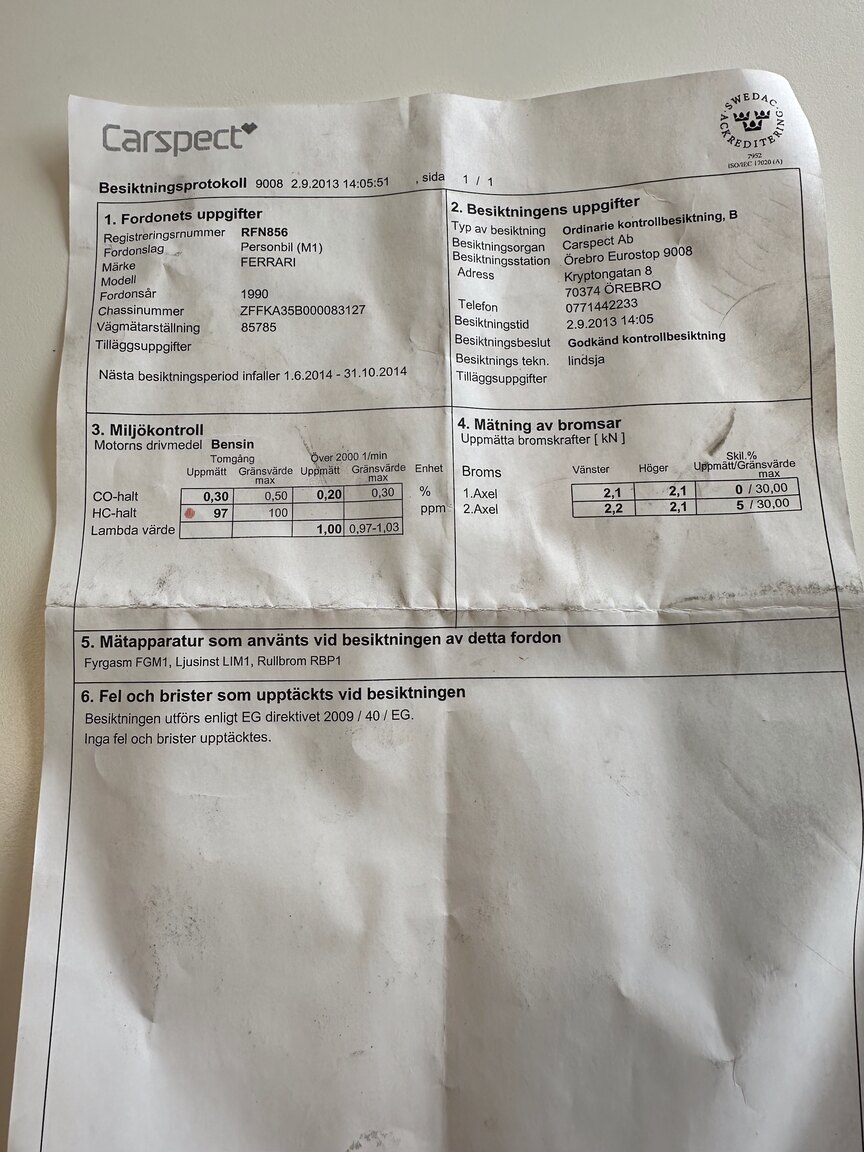 Carspect
SWEDAC
ACKREDITERING
7952
ISO/IEC 17020 (A)
Besiktningsprotokoll 9008 2.9.2013 14:05:51 , sida 1 / 1
1. Fordonets uppgifter
Registreringsrnummer RFN856
Fordonslag Personbil (M1)
Märke FERRARI
Modell
Fordonsår 1990
Chassinummer ZFFKA35B000083127
Vägmätarställning 85785
Tilläggsuppgifter
Nästa besiktningsperiod infaller 1.6.2014 - 31.10.2014
2. Besiktningens uppgifter
Typ av besiktning Ordinarie kontrollbesiktning, B
Besiktningsorgan Carspect Ab
Besiktningsstation Örebro Eurostop 9008
Adress Kryptongatan 8
70374 ÖREBRO
Telefon 0771442233
Besiktningstid 2.9.2013 14:05
Besiktningsbeslut Godkänd kontrollbesiktning
Besiktnings tekn. lindsja
Tilläggsuppgifter
3. Miljökontroll
Motorns drivmedel Bensin
Tomgång Över 2000 1/min
Uppmätt Gränsvärde max Uppmätt Gränsvärde max Enhet
CO-halt 0,30 0,50 0,20 0,30 %
HC-halt 97 100 ppm
Lambda värde 1,00 0,97-1,03
4. Mätning av bromsar
Uppmätta bromskrafter [ kN ]
Skil.%
Broms Vänster Höger Uppmätt/Gränsvärde max
1.Axel 2,1 2,1 0 / 30,00
2.Axel 2,2 2,1 5 / 30,00
5. Mätapparatur som använts vid besiktningen av detta fordon
Fyrgasm FGM1, Ljusinst LIM1, Rullbrom RBP1
6. Fel och brister som upptäckts vid besiktningen
Besiktningen utförs enligt EG direktivet 2009 / 40 / EG.
Inga fel och brister upptäcktes.